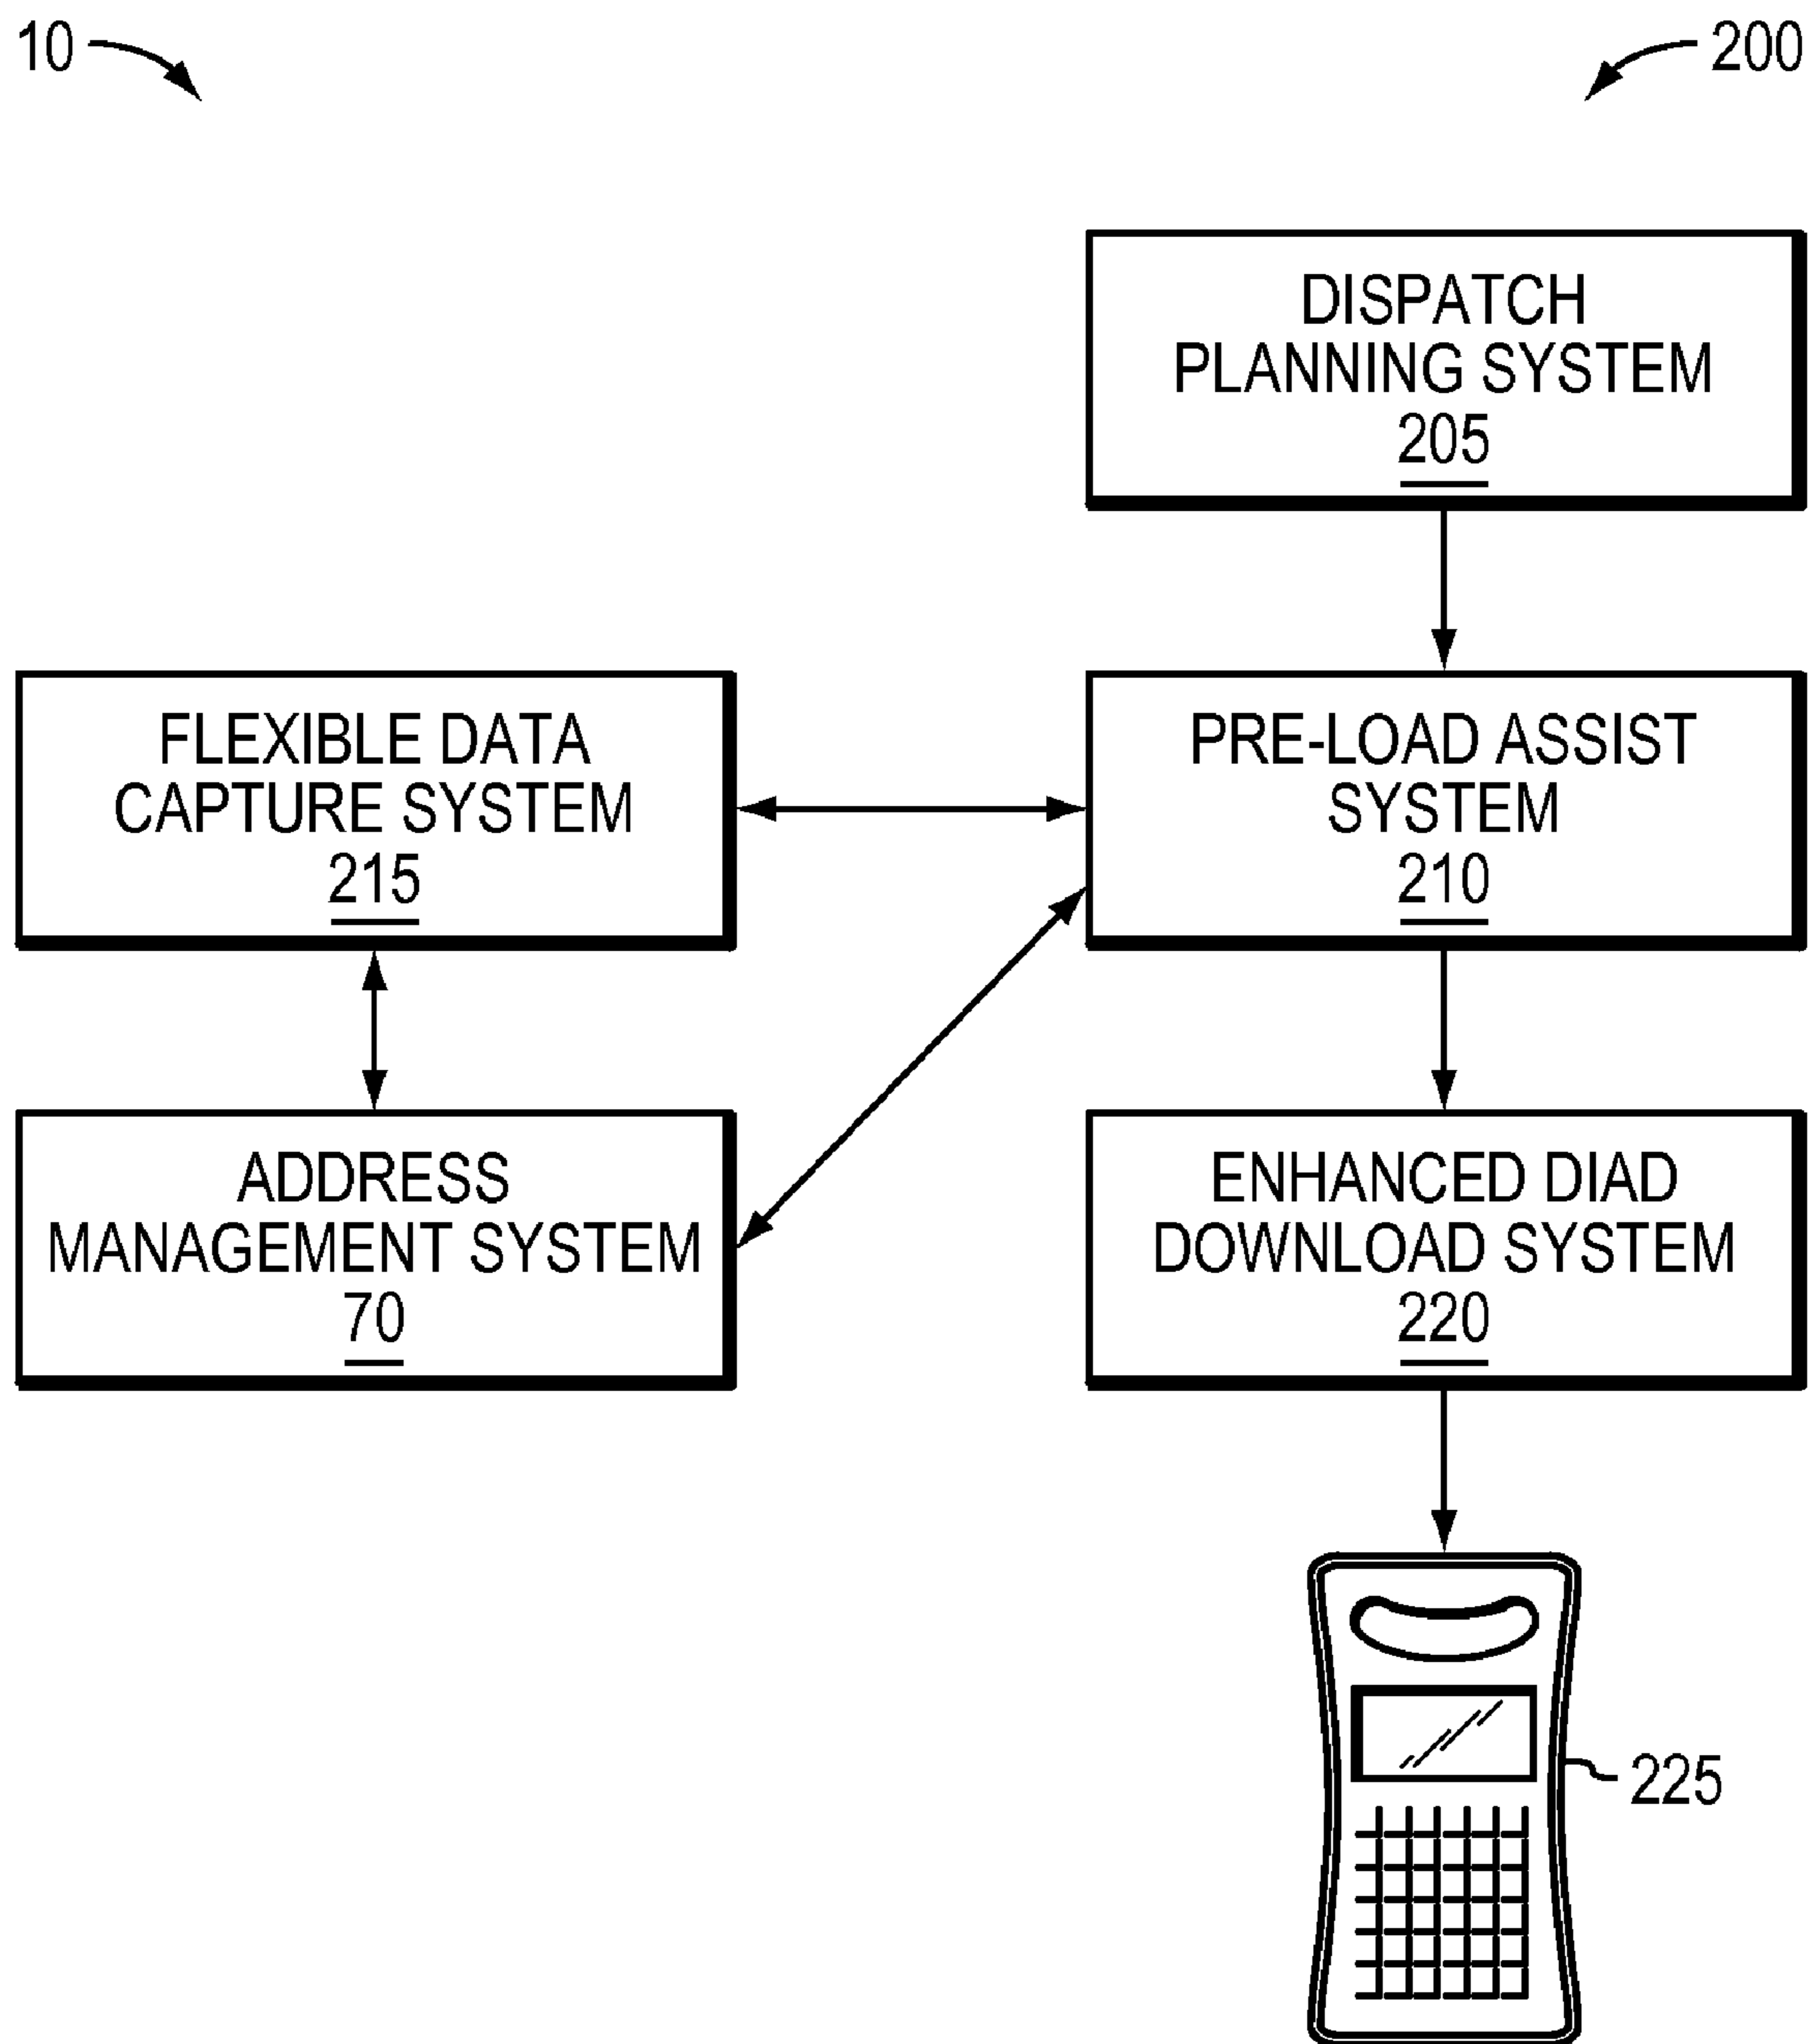 10
200
DISPATCH
PLANNING SYSTEM
205
FLEXIBLE DATA
CAPTURE SYSTEM
215
PRE-LOAD ASSIST
SYSTEM
210
ADDRESS
MANAGEMENT SYSTEM
70
ENHANCED DIAD
DOWNLOAD SYSTEM
220
225